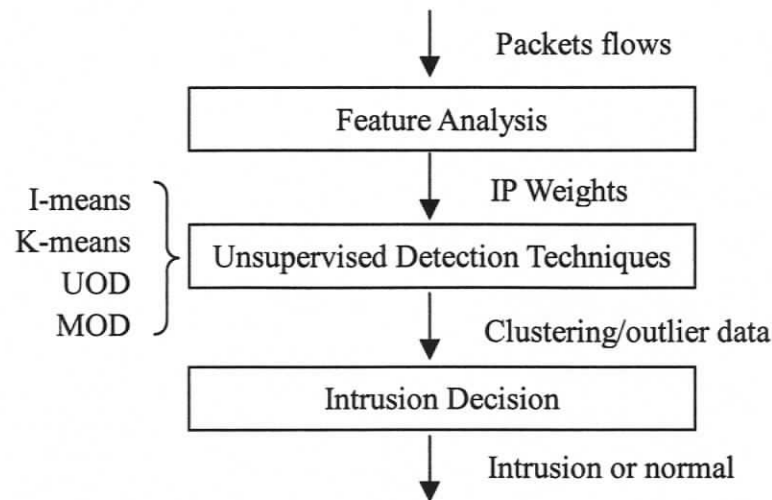 Packets flows
Feature Analysis
IP Weights
I-means
K-means
UOD
MOD
Unsupervised Detection Techniques
Clustering/outlier data
Intrusion Decision
Intrusion or normal